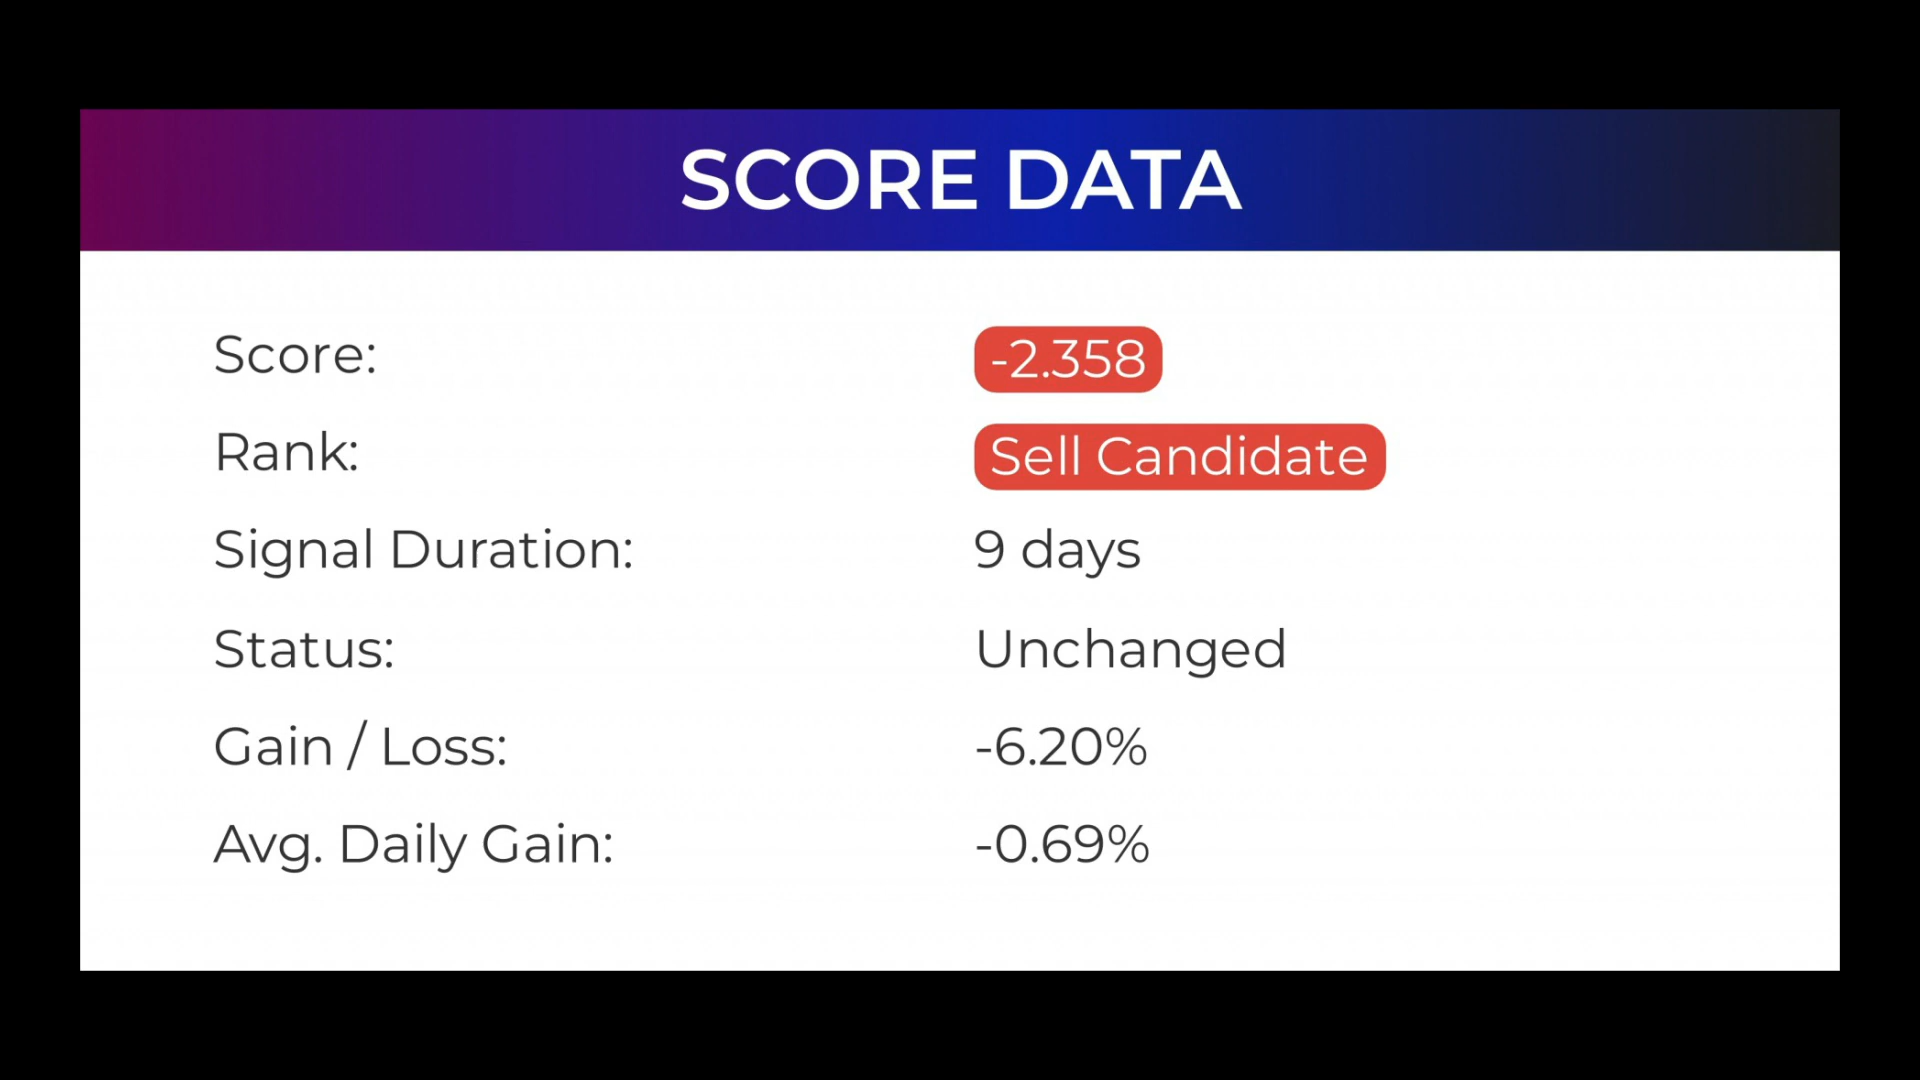 SCORE DATA
Score: -2.358
Rank: Sell Candidate
Signal Duration: 9 days
Status: Unchanged
Gain / Loss: -6.20%
Avg. Daily Gain: -0.69%